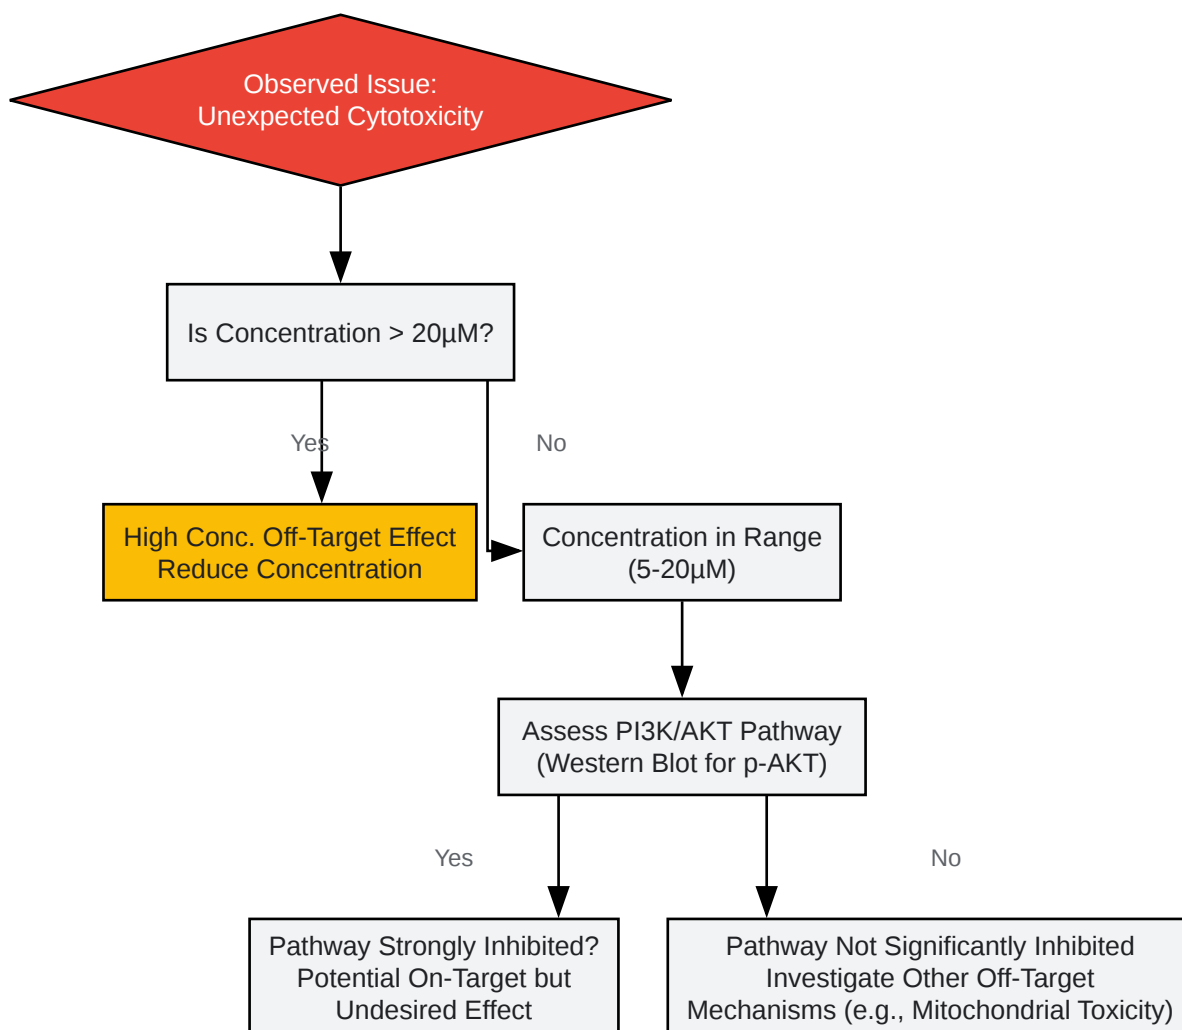 Observed Issue:
Unexpected Cytotoxicity
Is Concentration > 20µM?
Yes
No
High Conc. Off-Target Effect
Reduce Concentration
Concentration in Range
(5-20µM)
Assess PI3K/AKT Pathway
(Western Blot for p-AKT)
Yes
No
Pathway Strongly Inhibited?
Potential On-Target but
Undesired Effect
Pathway Not Significantly Inhibited
Investigate Other Off-Target
Mechanisms (e.g., Mitochondrial Toxicity)